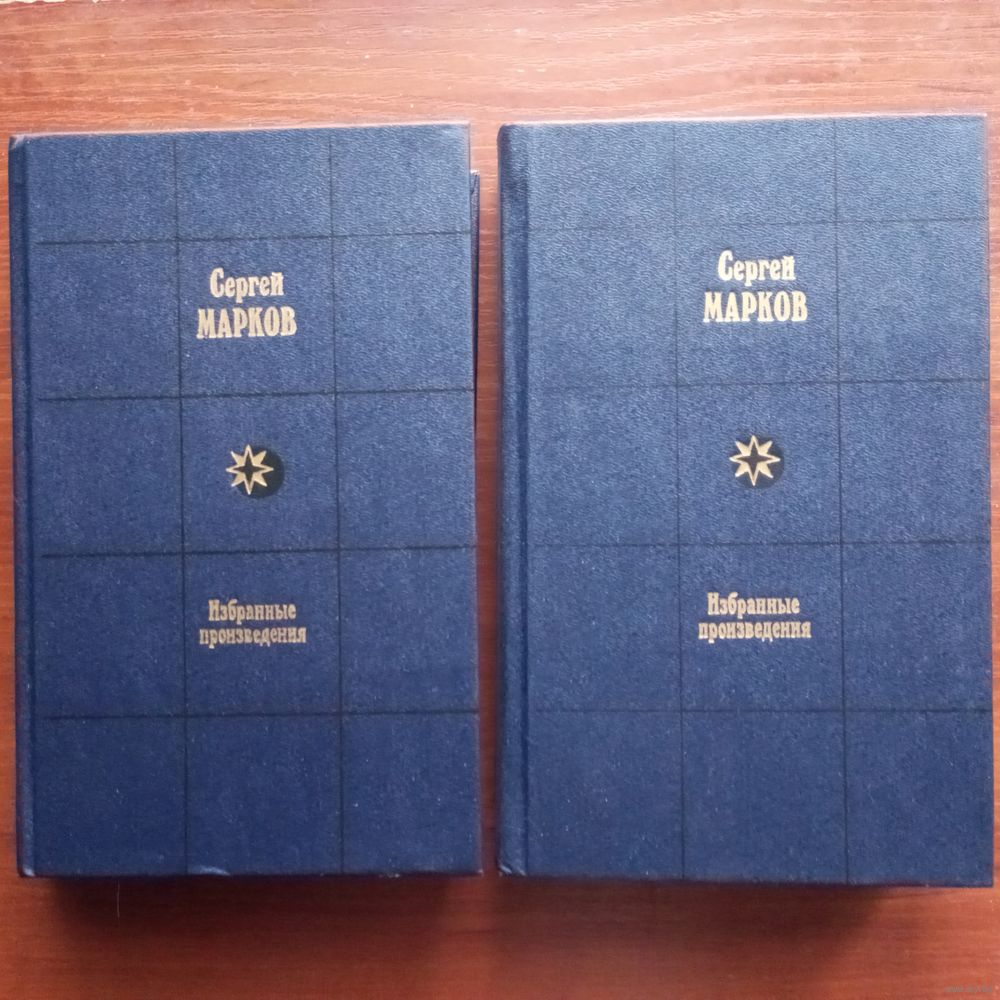 Сергей
МАРКОВ
Избранные
произведения
Сергей
МАРКОВ
Избранные
произведения